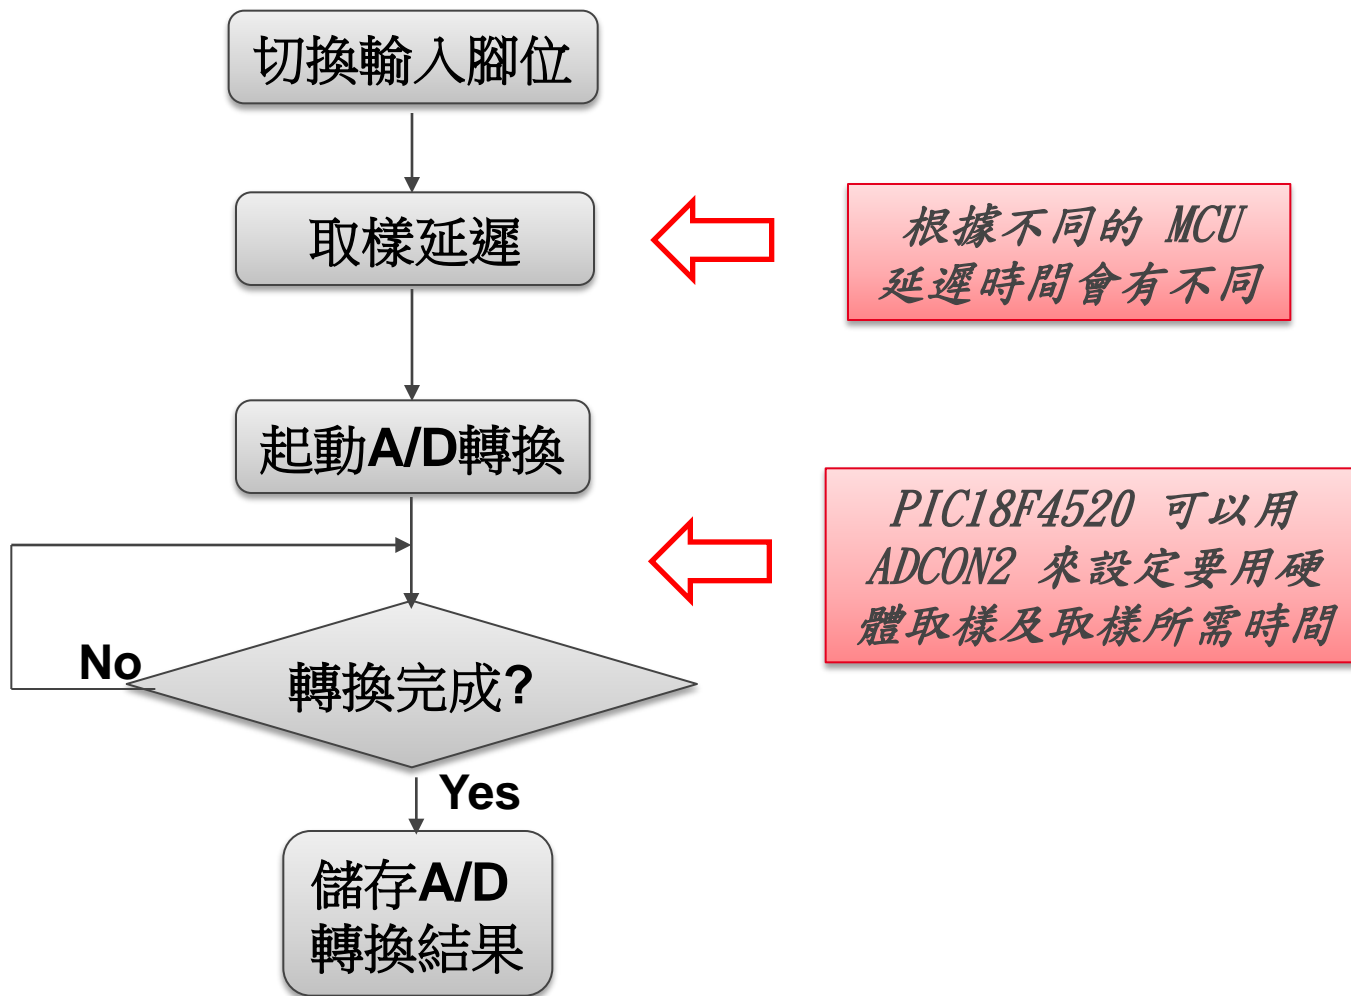 切換輸入腳位
取樣延遲
根據不同的 MCU
延遲時間會有不同
起動A/D轉換
PIC18F4520 可以用
ADCON2 來設定要用硬
體取樣及取樣所需時間
No
轉換完成?
Yes
儲存A/D
轉換結果